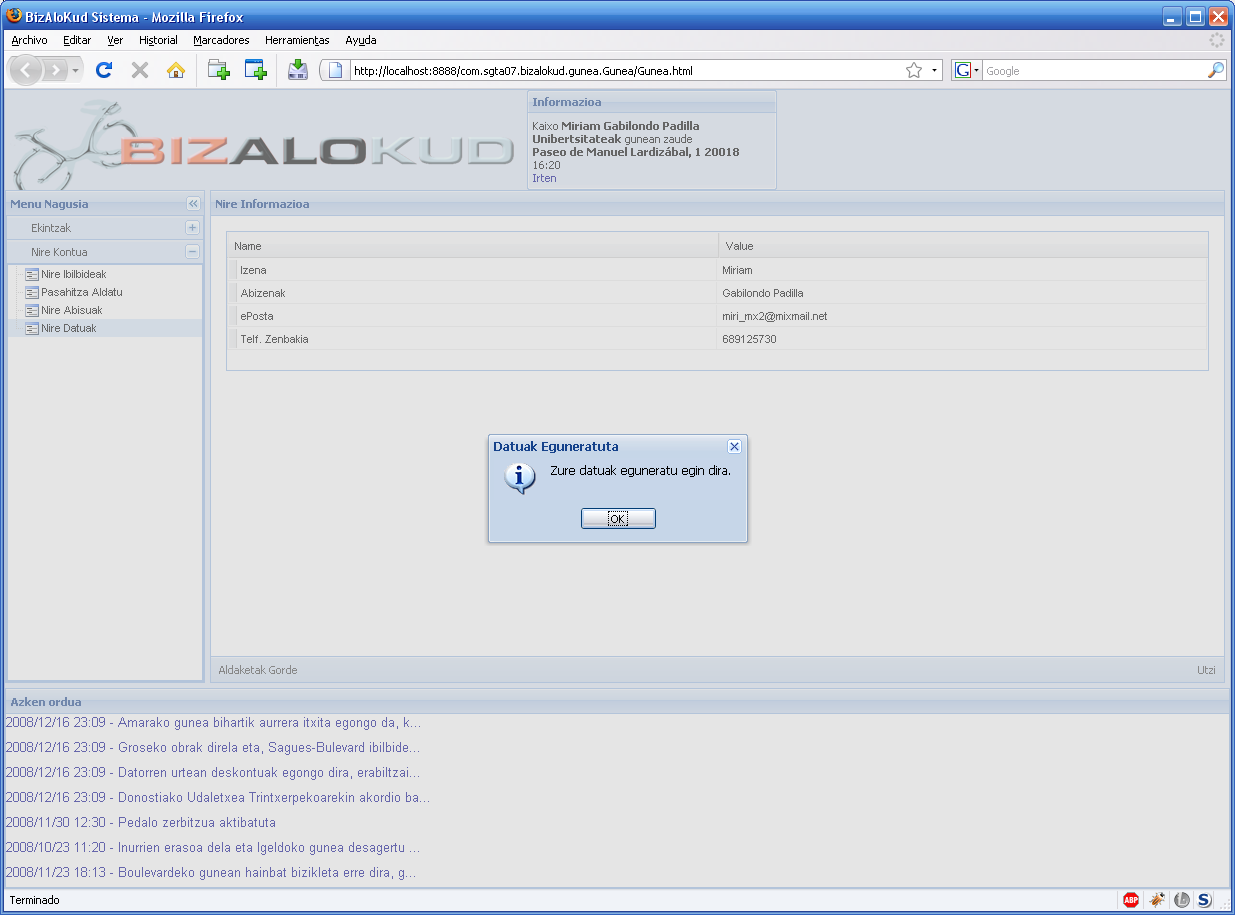 BizAloKud Sistema - Mozilla Firefox
Archivo Editar Ver Historial Marcadores Herramientas Ayuda
http://localhost:8888/com.sgta07.bizalokud.gunea.Gunea/Gunea.html
G Google
BIZALOKUD
Informazioa
Kaixo Miriam Gabilondo Padilla
Unibertsitateak gunean zaude
Paseo de Manuel Lardizábal, 1 20018
16:20
Irten
Menu Nagusia
Ekintzak
Nire Kontua
Nire Ibilbideak
Pasahitza Aldatu
Nire Abisuak
Nire Datuak
Nire Informazioa
Name Value
Izena Miriam
Abizenak Gabilondo Padilla
ePosta miri_mx2@mixmail.net
Telf. Zenbakia 689125730
Datuak Eguneratuta
Zure datuak eguneratu egin dira.
OK
Aldaketak Gorde Utzi
Azken ordua
2008/12/16 23:09 - Amarako gunea bihartik aurrera itxita egongo da, k...
2008/12/16 23:09 - Groseko obrak direla eta, Sagues-Bulevard ibilbide...
2008/12/16 23:09 - Datorren urtean deskontuak egongo dira, erabiltzai...
2008/12/16 23:09 - Donostiako Udaletxea Trintxerpekoarekin akordio ba...
2008/11/30 12:30 - Pedalo zerbitzua aktibatuta
2008/10/23 11:20 - Inurrien erasoa dela eta Igeldoko gunea desagertu ...
2008/11/23 18:13 - Boulevardeko gunean hainbat bizikleta erre dira, g...
Terminado
ABP